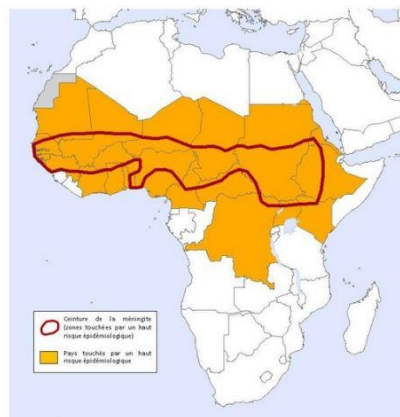 Ceinture de la méningite
(zones touchées par un haut
risque épidémiologique)
Pays touchés par un haut
risque épidémiologique